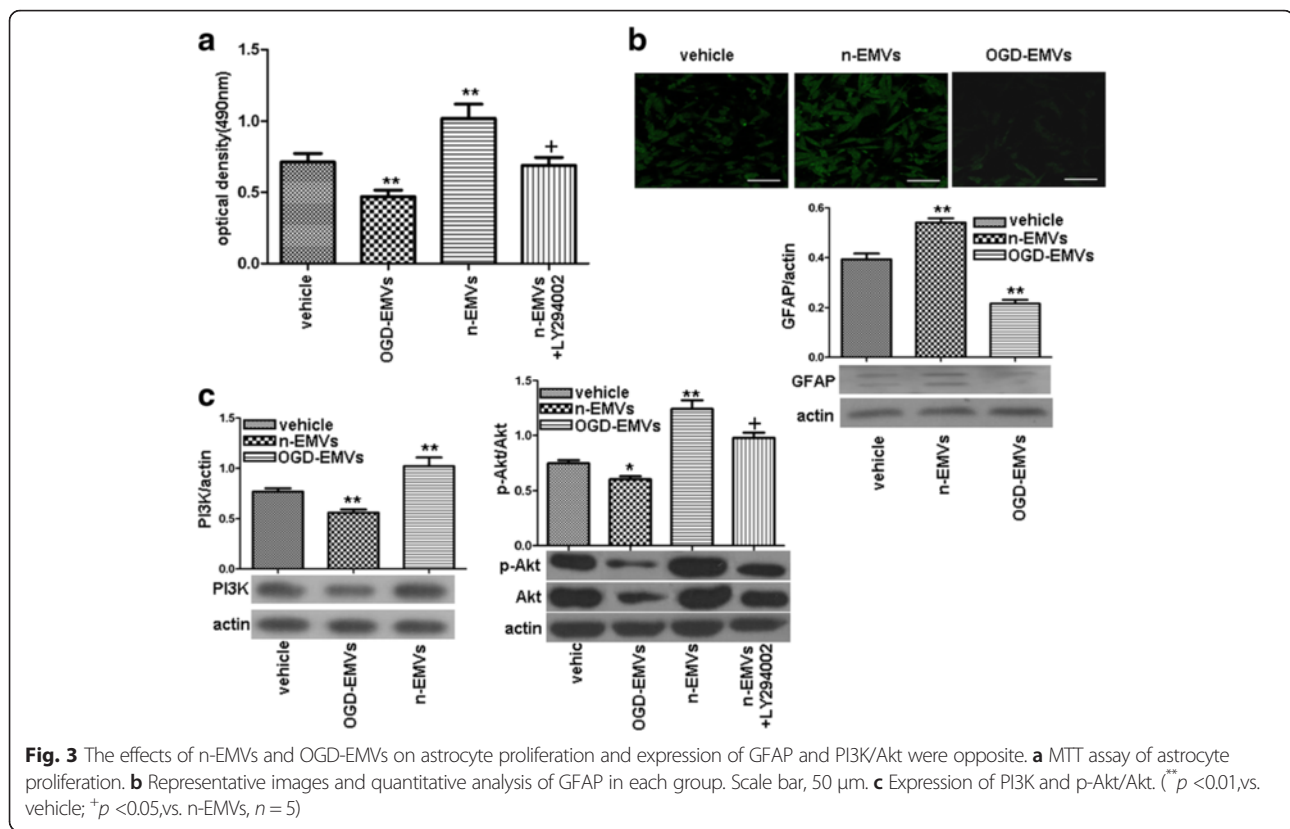 a
1.5
1.0
0.5
0.0
optical density(490nm)
**
**
+
vehicle
OGD-EMVs
n-EMVs
n-EMVs
+LY294002
b
vehicle
n-EMVs
OGD-EMVs
0.6
0.4
0.2
0.0
GFAP/actin
vehicle
n-EMVs
OGD-EMVs
**
**
GFAP
actin
vehicle
n-EMVs
OGD-EMVs
c
1.5
1.0
0.5
0.0
PI3K/actin
vehicle
n-EMVs
OGD-EMVs
**
**
PI3K
actin
vehicle
OGD-EMVs
n-EMVs
1.5
1.0
0.5
0.0
p-Akt/Akt
vehicle
n-EMVs
OGD-EMVs
*
**
+
p-Akt
Akt
actin
vehic
OGD-EMVs
n-EMVs
n-EMVs
+LY294002
Fig. 3 The effects of n-EMVs and OGD-EMVs on astrocyte proliferation and expression of GFAP and PI3K/Akt were opposite. a MTT assay of astrocyte
proliferation. b Representative images and quantitative analysis of GFAP in each group. Scale bar, 50 μm. c Expression of PI3K and p-Akt/Akt. (**p <0.01,vs.
vehicle; +p <0.05,vs. n-EMVs, n = 5)